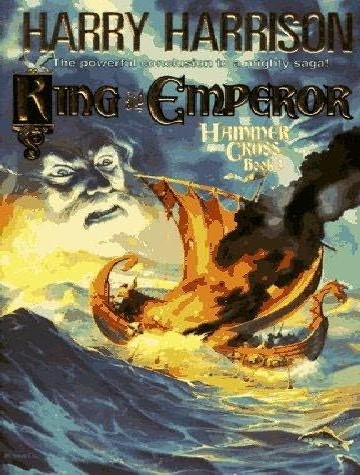 HARRY HARRISON
The powerful conclusion to a mighty saga!
KING and EMPEROR
THE
HAMMER
AND THE CROSS
Book 3